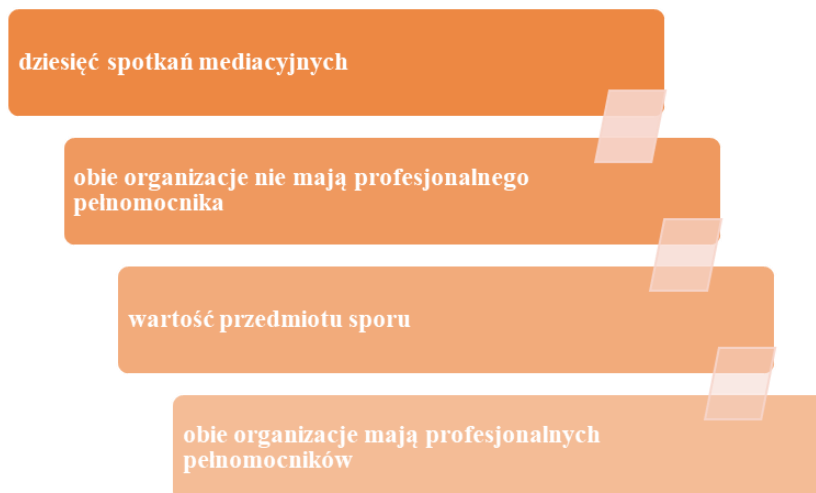 dziesięć spotkań mediacyjnych
obie organizacje nie mają profesjonalnego
pełnomocnika
wartość przedmiotu sporu
obie organizacje mają profesjonalnych
pełnomocników